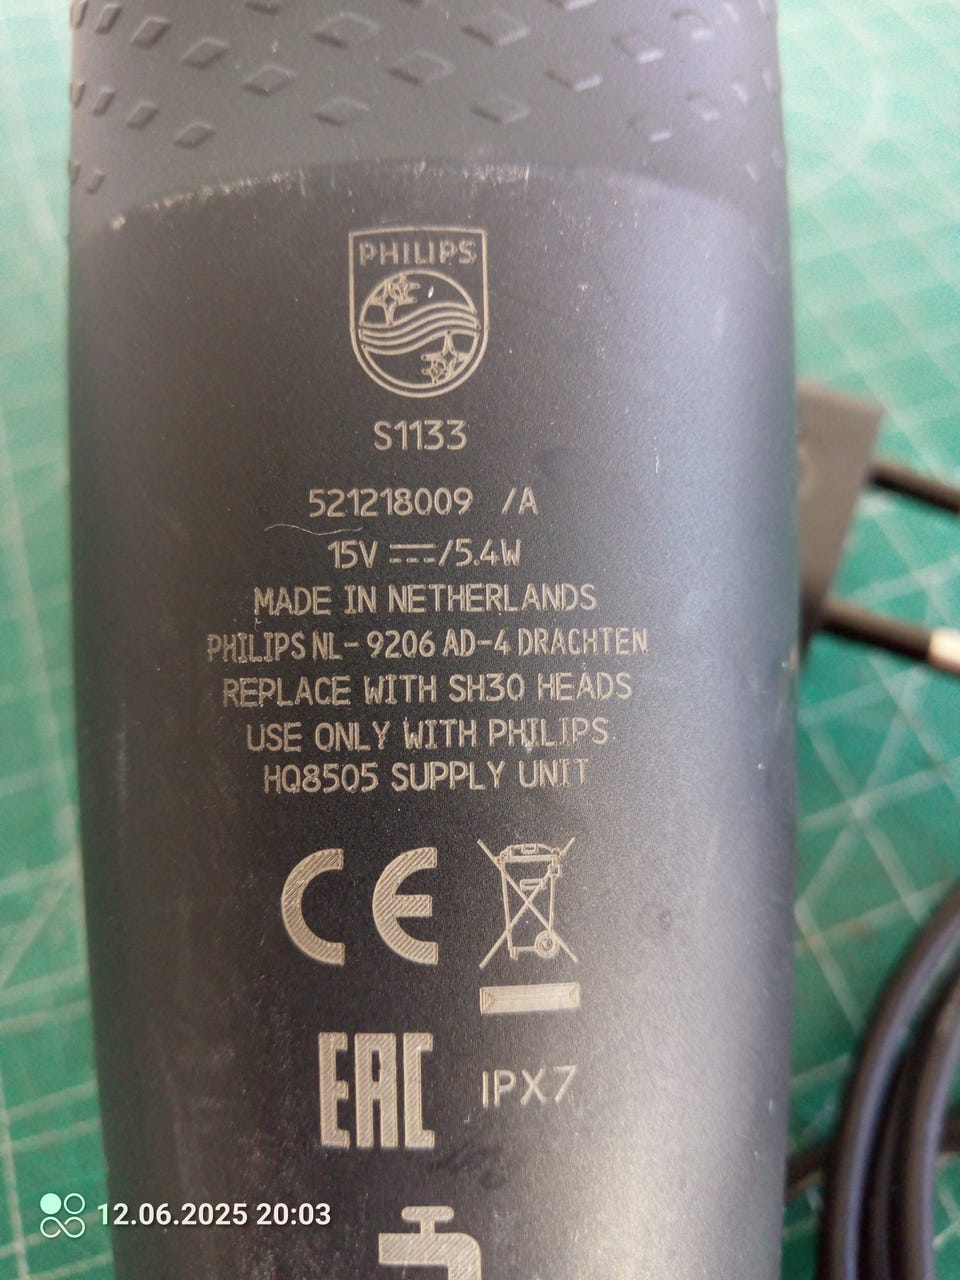 PHILIPS
S1133
521218009 /A
15V ⎓/5.4W
MADE IN NETHERLANDS
PHILIPS NL-9206 AD-4 DRACHTEN
REPLACE WITH SH30 HEADS
USE ONLY WITH PHILIPS
HQ8505 SUPPLY UNIT
CE
EAC IPX7
12.06.2025 20:03